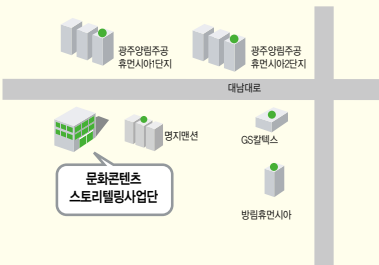 광주양림주공
휴먼시아1단지
광주양림주공
휴먼시아2단지
대남대로
명지맨션
GS칼텍스
문화콘텐츠
스토리텔링사업단
방림휴먼시아